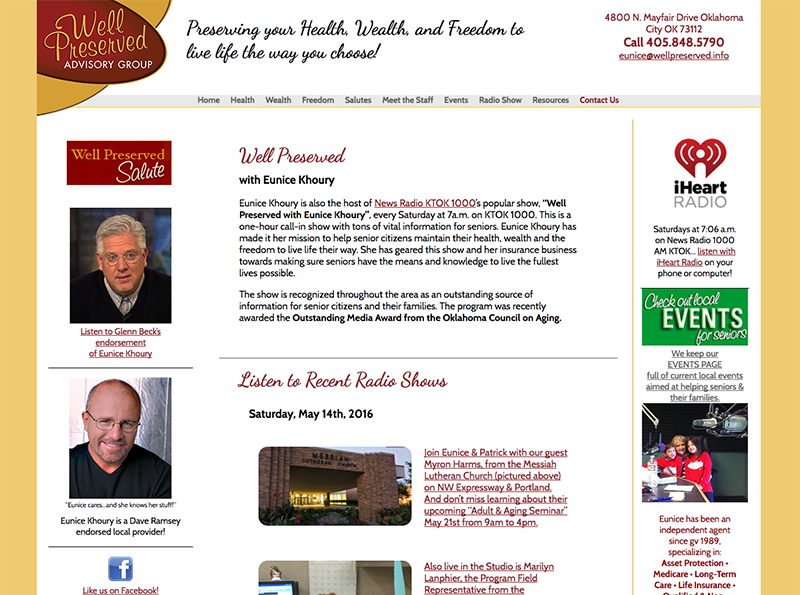 Well
Preserved
ADVISORY GROUP
Preserving your Health, Wealth, and Freedom to
live life the way you choose!
4800 N. Mayfair Drive Oklahoma
City OK 73112
Call 405.848.5790
eunice@wellpreserved.info
Home Health Wealth Freedom Salutes Meet the Staff Events Radio Show Resources Contact Us
Well Preserved
Salute
Listen to Glenn Beck's
endorsement
of Eunice Khoury
"Eunice cares...and she knows her stuff!"
Eunice Khoury is a Dave Ramsey
endorsed local provider!
f
Like us on Facebook!
Well Preserved
with Eunice Khoury
Eunice Khoury is also the host of News Radio KTOK 1000's popular show, "Well
Preserved with Eunice Khoury", every Saturday at 7a.m. on KTOK 1000. This is a
one-hour call-in show with tons of vital information for seniors. Eunice Khoury has
made it her mission to help senior citizens maintain their health, wealth and the
freedom to live life their way. She has geared this show and her insurance business
towards making sure seniors have the means and knowledge to live the fullest
lives possible.
The show is recognized throughout the area as an outstanding source of
information for senior citizens and their families. The program was recently
awarded the Outstanding Media Award from the Oklahoma Council on Aging.
Listen to Recent Radio Shows
Saturday, May 14th, 2016
MESSIAH
LUTHERAN CHURCH
Join Eunice & Patrick with our guest
Myron Harms, from the Messiah
Lutheran Church (pictured above)
on NW Expressway & Portland.
And don't miss learning about their
upcoming "Adult & Aging Seminar"
May 21st from 9am to 4pm.
Also live in the Studio is Marilyn
Lanphier, the Program Field
Representative from the
iHeart
RADIO
Saturdays at 7:06 a.m.
on News Radio 1000
AM KTOK... listen with
iHeart Radio on your
phone or computer!
Check out local
EVENTS
for seniors
We keep our
EVENTS PAGE
full of current local events
aimed at helping seniors &
their families.
Eunice has been an
independent agent
since gv 1989,
specializing in:
Asset Protection •
Medicare • Long-Term
Care • Life Insurance •
Qualified & Non-